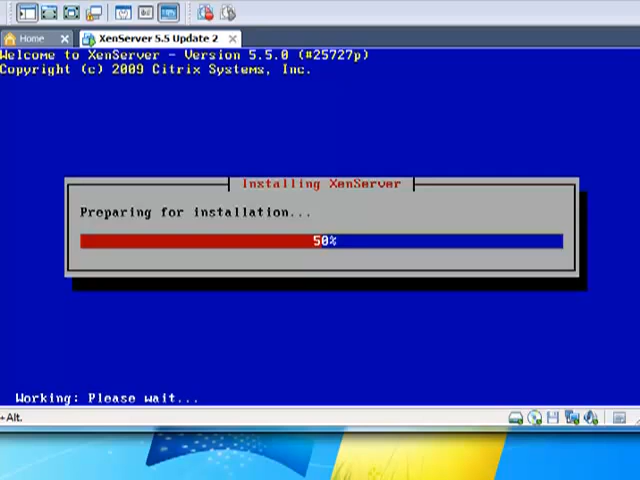 Home
XenServer 5.5 Update 2
Welcome to XenServer - Version 5.5.0 (#25727p)
Copyright (c) 2009 Citrix Systems, Inc.
Installing XenServer
Preparing for installation...
50%
Working: Please wait...
+Alt.